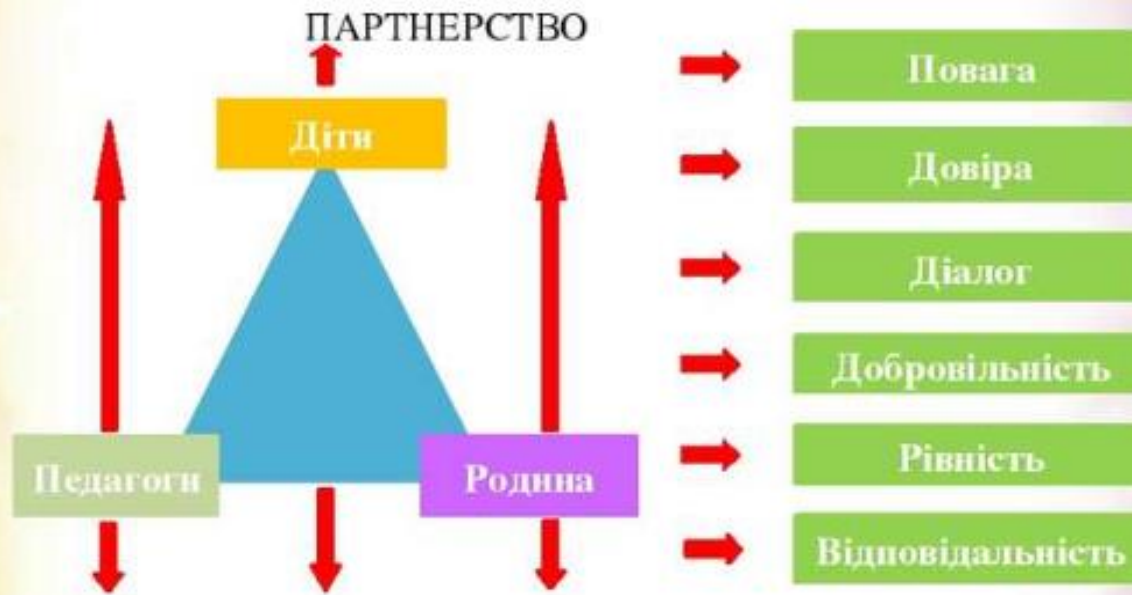 ПАРТНЕРСТВО
Діти
Педагоги
Родина
Повага
Довіра
Діалог
Добровільність
Рівність
Відповідальність